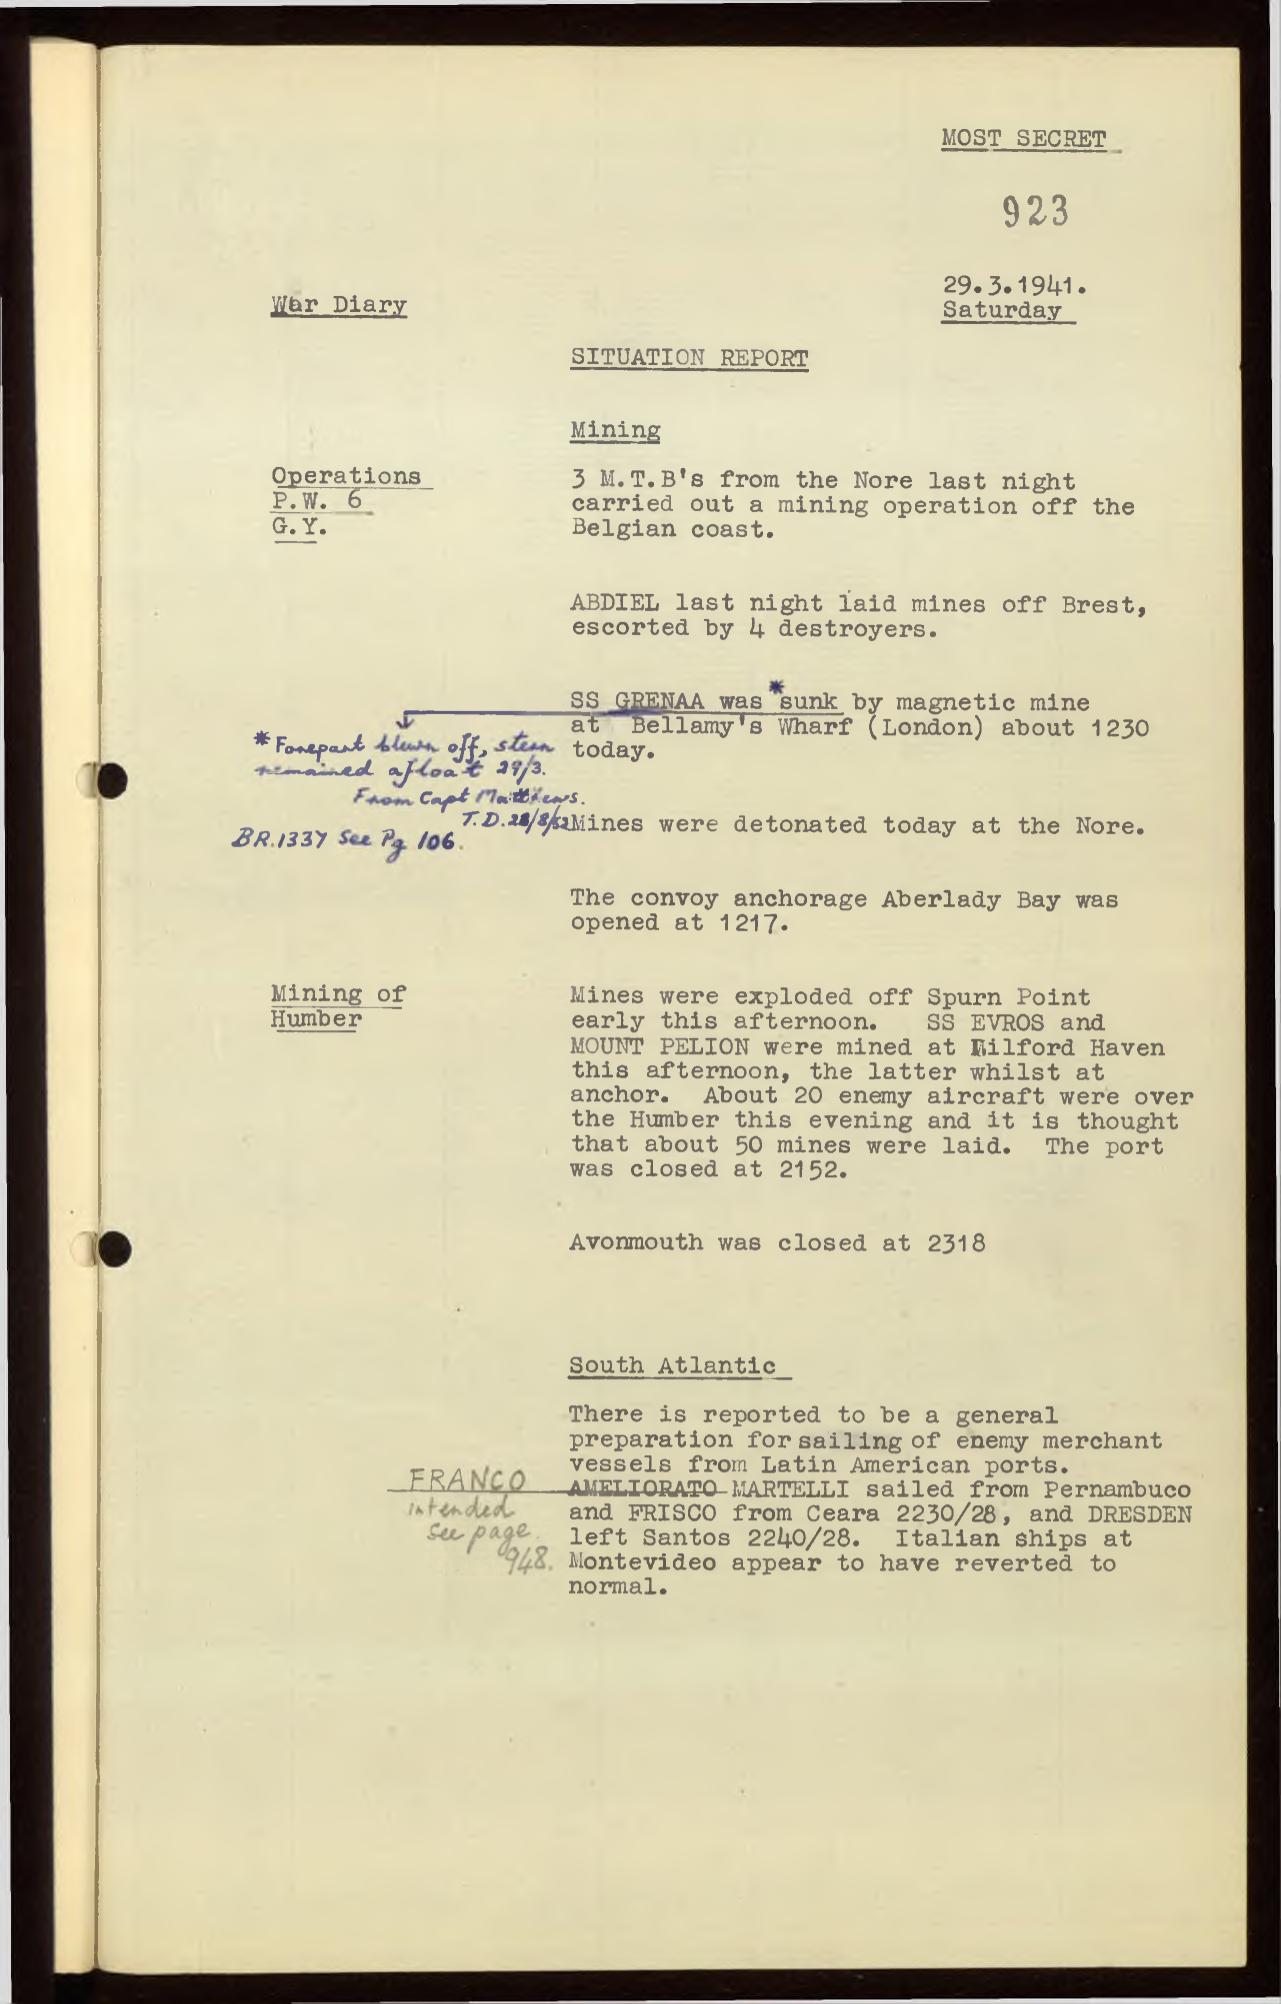 MOST SECRET
923
29.3.1941.
Saturday
War Diary
SITUATION REPORT
Mining
Operations
P.W. 6
G.Y.
3 M.T.B's from the Nore last night
carried out a mining operation off the
Belgian coast.
ABDIEL last night laid mines off Brest,
escorted by 4 destroyers.
SS GRENAA was *sunk by magnetic mine
at Bellamy's Wharf (London) about 1230
today.
* Forepart blown off, stern
remained afloat 29/3.
From Capt Matthews.
T.D. 28/8/52
BR.1337 See Pg 106.
Mines were detonated today at the Nore.
The convoy anchorage Aberlady Bay was
opened at 1217.
Mining of
Humber
Mines were exploded off Spurn Point
early this afternoon. SS EVROS and
MOUNT PELION were mined at Milford Haven
this afternoon, the latter whilst at
anchor. About 20 enemy aircraft were over
the Humber this evening and it is thought
that about 50 mines were laid. The port
was closed at 2152.
Avonmouth was closed at 2318
South Atlantic
There is reported to be a general
preparation for sailing of enemy merchant
vessels from Latin American ports.
AMELIORATO MARTELLI sailed from Pernambuco
and FRISCO from Ceara 2230/28, and DRESDEN
left Santos 2240/28. Italian ships at
Montevideo appear to have reverted to
normal.
FRANCO
intended
See page
948.